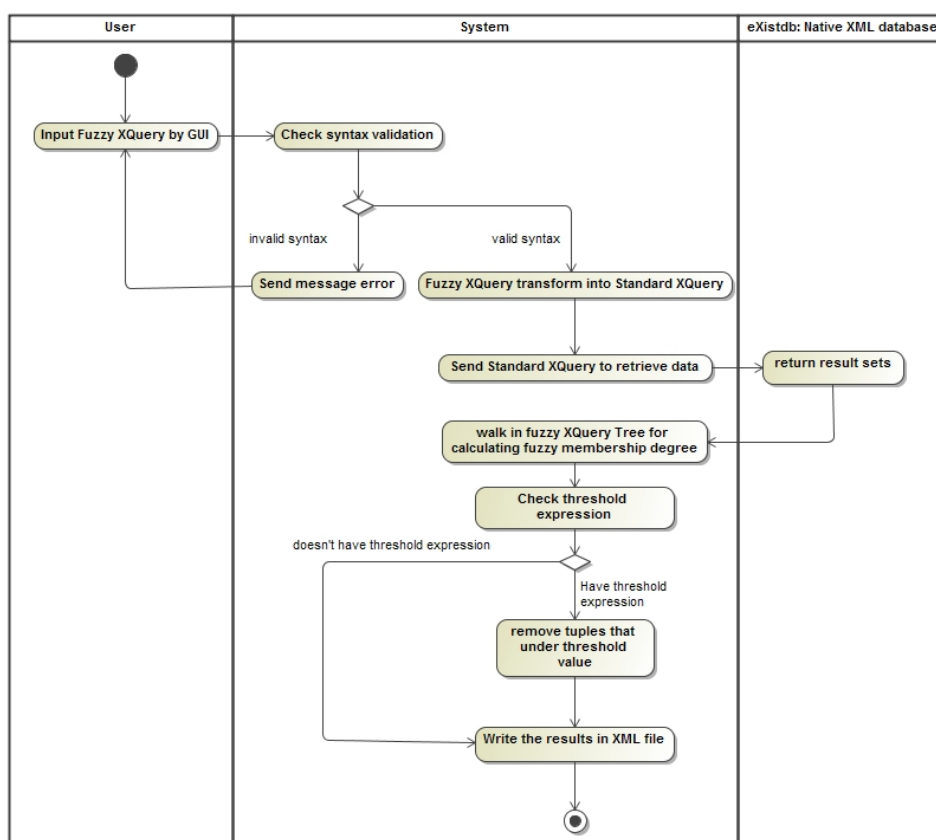 User
System
eXistdb: Native XML database
Input Fuzzy XQuery by GUI
Check syntax validation
invalid syntax
valid syntax
Send message error
Fuzzy XQuery transform into Standard XQuery
Send Standard XQuery to retrieve data
return result sets
walk in fuzzy XQuery Tree for
calculating fuzzy membership degree
Check threshold
expression
doesn't have threshold expression
Have threshold
expression
remove tuples that
under threshold
value
Write the results in XML file